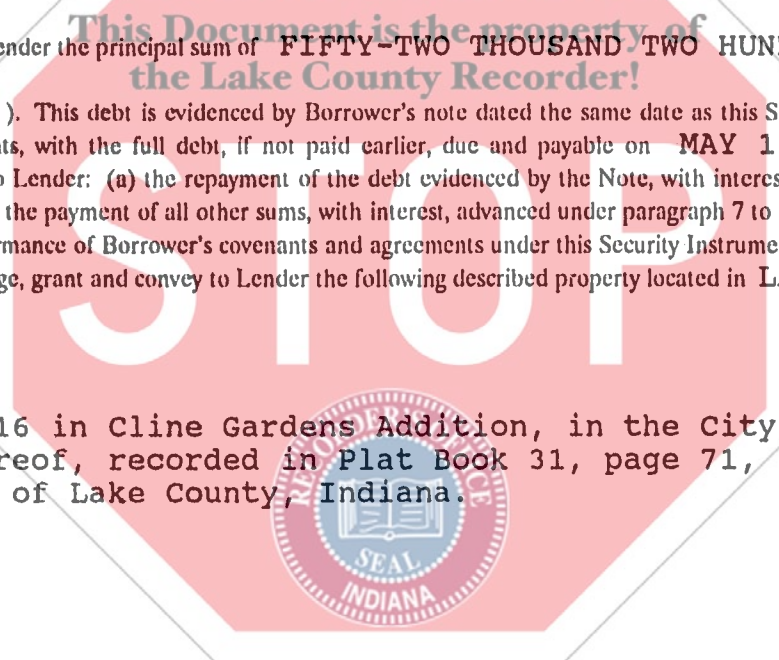 This Document is the property of
ender the principal sum of FIFTY-TWO THOUSAND TWO HUN
the Lake County Recorder!
). This debt is evidenced by Borrower's note dated the same date as this S
ts, with the full debt, if not paid earlier, due and payable on MAY 1
o Lender: (a) the repayment of the debt evidenced by the Note, with interes
the payment of all other sums, with interest, advanced under paragraph 7 to
rmance of Borrower's covenants and agreements under this Security Instrume
ge, grant and convey to Lender the following described property located in L
STOP
16 in Cline Gardens Addition, in the City
reof, recorded in Plat Book 31, page 71,
of Lake County, Indiana.
RECORDER'S OFFICE
SEAL
INDIANA